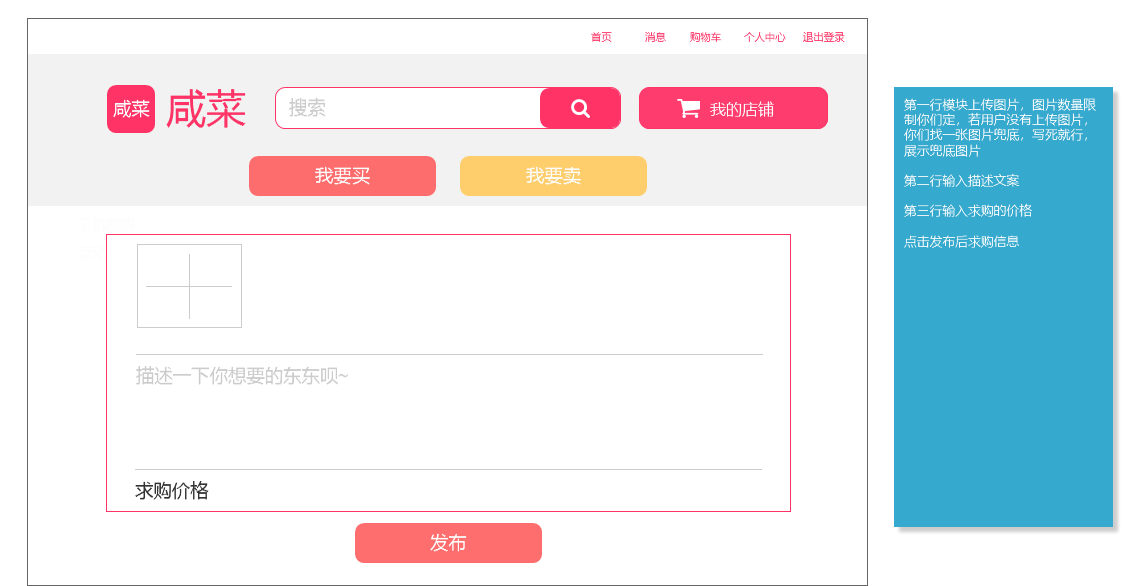 首页 消息 购物车 个人中心 退出登录
咸菜 咸菜 搜索 我的店铺
我要买 我要卖
描述一下你想要的东东呗~
求购价格
发布
第一行模块上传图片，图片数量限
制你们定，若用户没有上传图片，
你们找一张图片兜底，写死就行，
展示兜底图片
第二行输入描述文案
第三行输入求购的价格
点击发布后求购信息